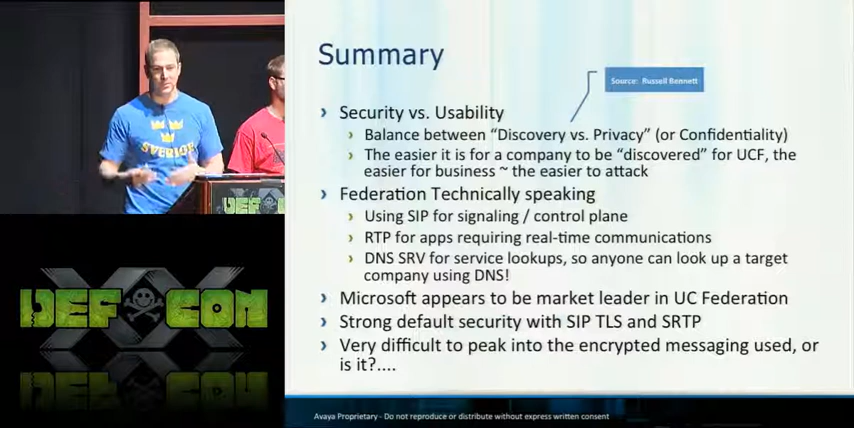 Summary
Source: Russell Bennett
› Security vs. Usability
› Balance between “Discovery vs. Privacy” (or Confidentiality)
› The easier it is for a company to be “discovered” for UCF, the
easier for business ~ the easier to attack
› Federation Technically speaking
› Using SIP for signaling / control plane
› RTP for apps requiring real-time communications
› DNS SRV for service lookups, so anyone can look up a target
company using DNS!
› Microsoft appears to be market leader in UC Federation
› Strong default security with SIP TLS and SRTP
› Very difficult to peak into the encrypted messaging used, or
is it?....
Avaya Proprietary - Do not reproduce or distribute without express written consent
SVERIGE
DEF CON
XX
DEF CON